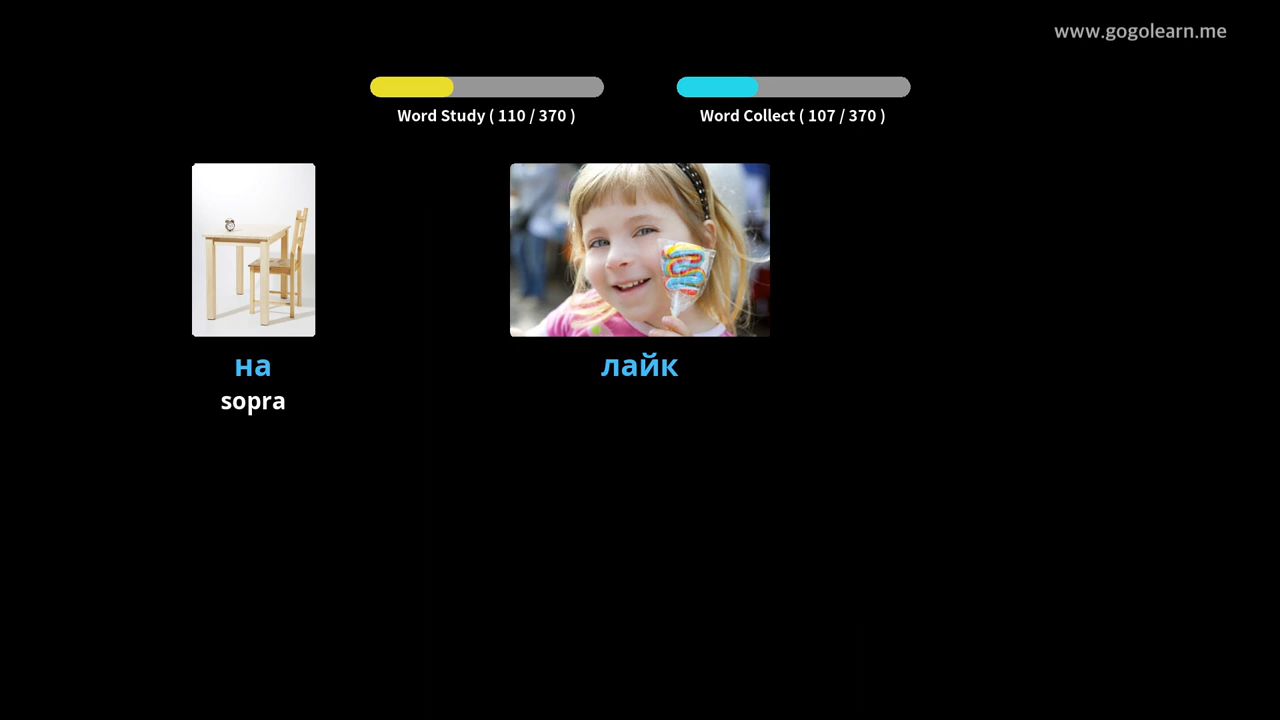 www.gogolearn.me
Word Study ( 110 / 370 )
Word Collect ( 107 / 370 )
на
sopra
лайк